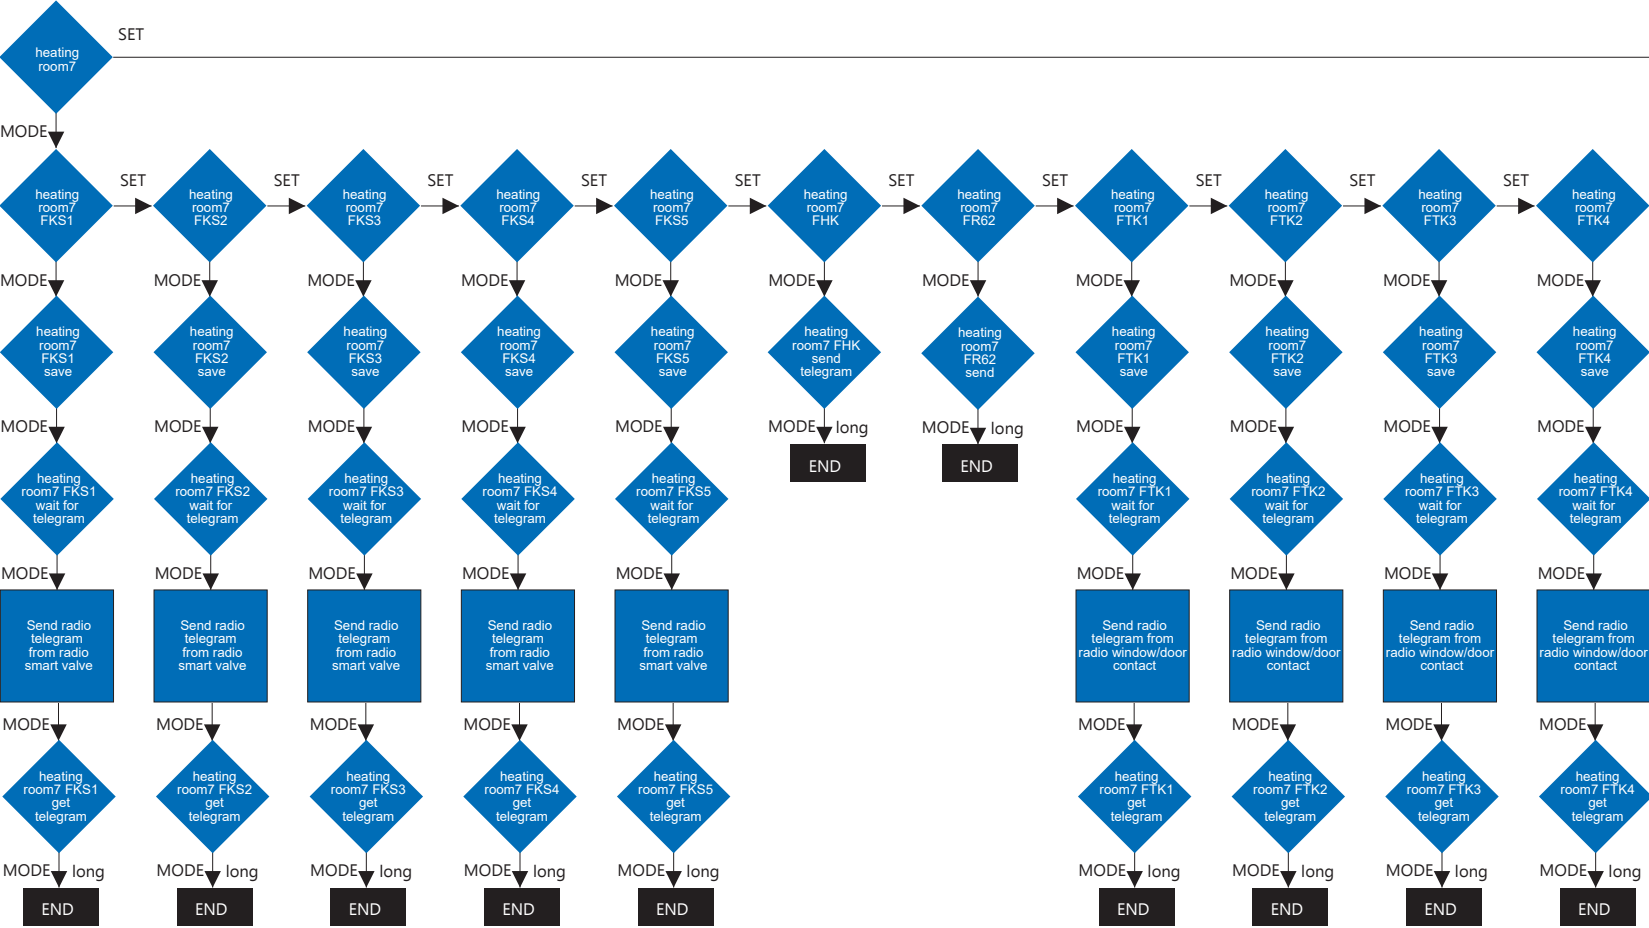 SET
heating
room7
MODE
heating
room7
FKS1
SET
heating
room7
FKS2
SET
heating
room7
FKS3
SET
heating
room7
FKS4
SET
heating
room7
FKS5
SET
heating
room7
FHK
SET
heating
room7
FR62
SET
heating
room7
FTK1
SET
heating
room7
FTK2
SET
heating
room7
FTK3
SET
heating
room7
FTK4
MODE
MODE
MODE
MODE
MODE
MODE
MODE
MODE
MODE
MODE
MODE
heating
room7
FKS1
save
heating
room7
FKS2
save
heating
room7
FKS3
save
heating
room7
FKS4
save
heating
room7
FKS5
save
heating
room7 FHK
send
telegram
heating
room7
FR62
send
heating
room7
FTK1
save
heating
room7
FTK2
save
heating
room7
FTK3
save
heating
room7
FTK4
save
MODE
MODE
MODE
MODE
MODE
MODE long
MODE long
MODE
MODE
MODE
MODE
END
END
heating
room7 FKS1
wait for
telegram
heating
room7 FKS2
wait for
telegram
heating
room7 FKS3
wait for
telegram
heating
room7 FKS4
wait for
telegram
heating
room7 FKS5
wait for
telegram
heating
room7 FTK1
wait for
telegram
heating
room7 FTK2
wait for
telegram
heating
room7 FTK3
wait for
telegram
heating
room7 FTK4
wait for
telegram
MODE
MODE
MODE
MODE
MODE
MODE
MODE
MODE
MODE
Send radio
telegram
from radio
smart valve
Send radio
telegram
from radio
smart valve
Send radio
telegram
from radio
smart valve
Send radio
telegram
from radio
smart valve
Send radio
telegram
from radio
smart valve
Send radio
telegram from
radio window/door
contact
Send radio
telegram from
radio window/door
contact
Send radio
telegram from
radio window/door
contact
Send radio
telegram from
radio window/door
contact
MODE
MODE
MODE
MODE
MODE
MODE
MODE
MODE
MODE
heating
room7 FKS1
get
telegram
heating
room7 FKS2
get
telegram
heating
room7 FKS3
get
telegram
heating
room7 FKS4
get
telegram
heating
room7 FKS5
get
telegram
heating
room7 FTK1
get
telegram
heating
room7 FTK2
get
telegram
heating
room7 FTK3
get
telegram
heating
room7 FTK4
get
telegram
MODE long
MODE long
MODE long
MODE long
MODE long
MODE long
MODE long
MODE long
MODE long
END
END
END
END
END
END
END
END
END